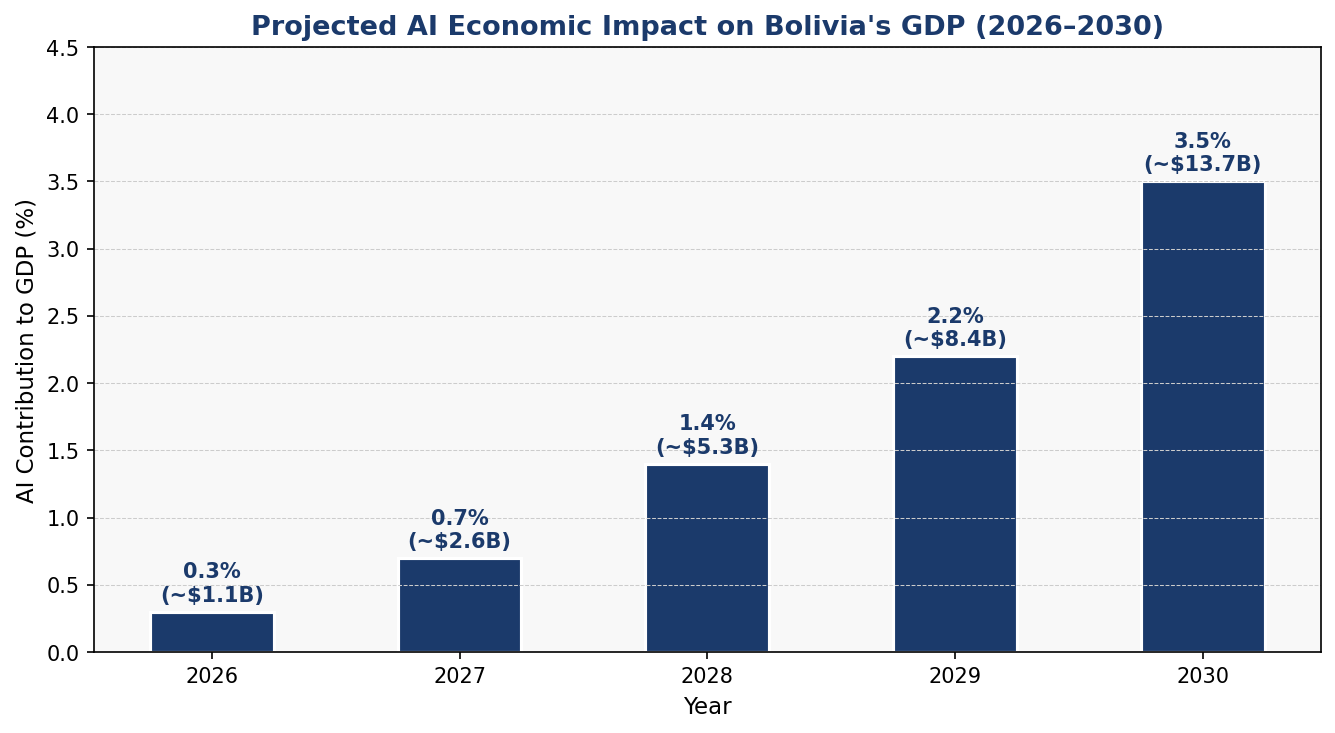 Projected AI Economic Impact on Bolivia's GDP (2026–2030)
AI Contribution to GDP (%)
4.5
4.0
3.5
3.0
2.5
2.0
1.5
1.0
0.5
0.0
0.3%
(~$1.1B)
0.7%
(~$2.6B)
1.4%
(~$5.3B)
2.2%
(~$8.4B)
3.5%
(~$13.7B)
2026
2027
2028
2029
2030
Year